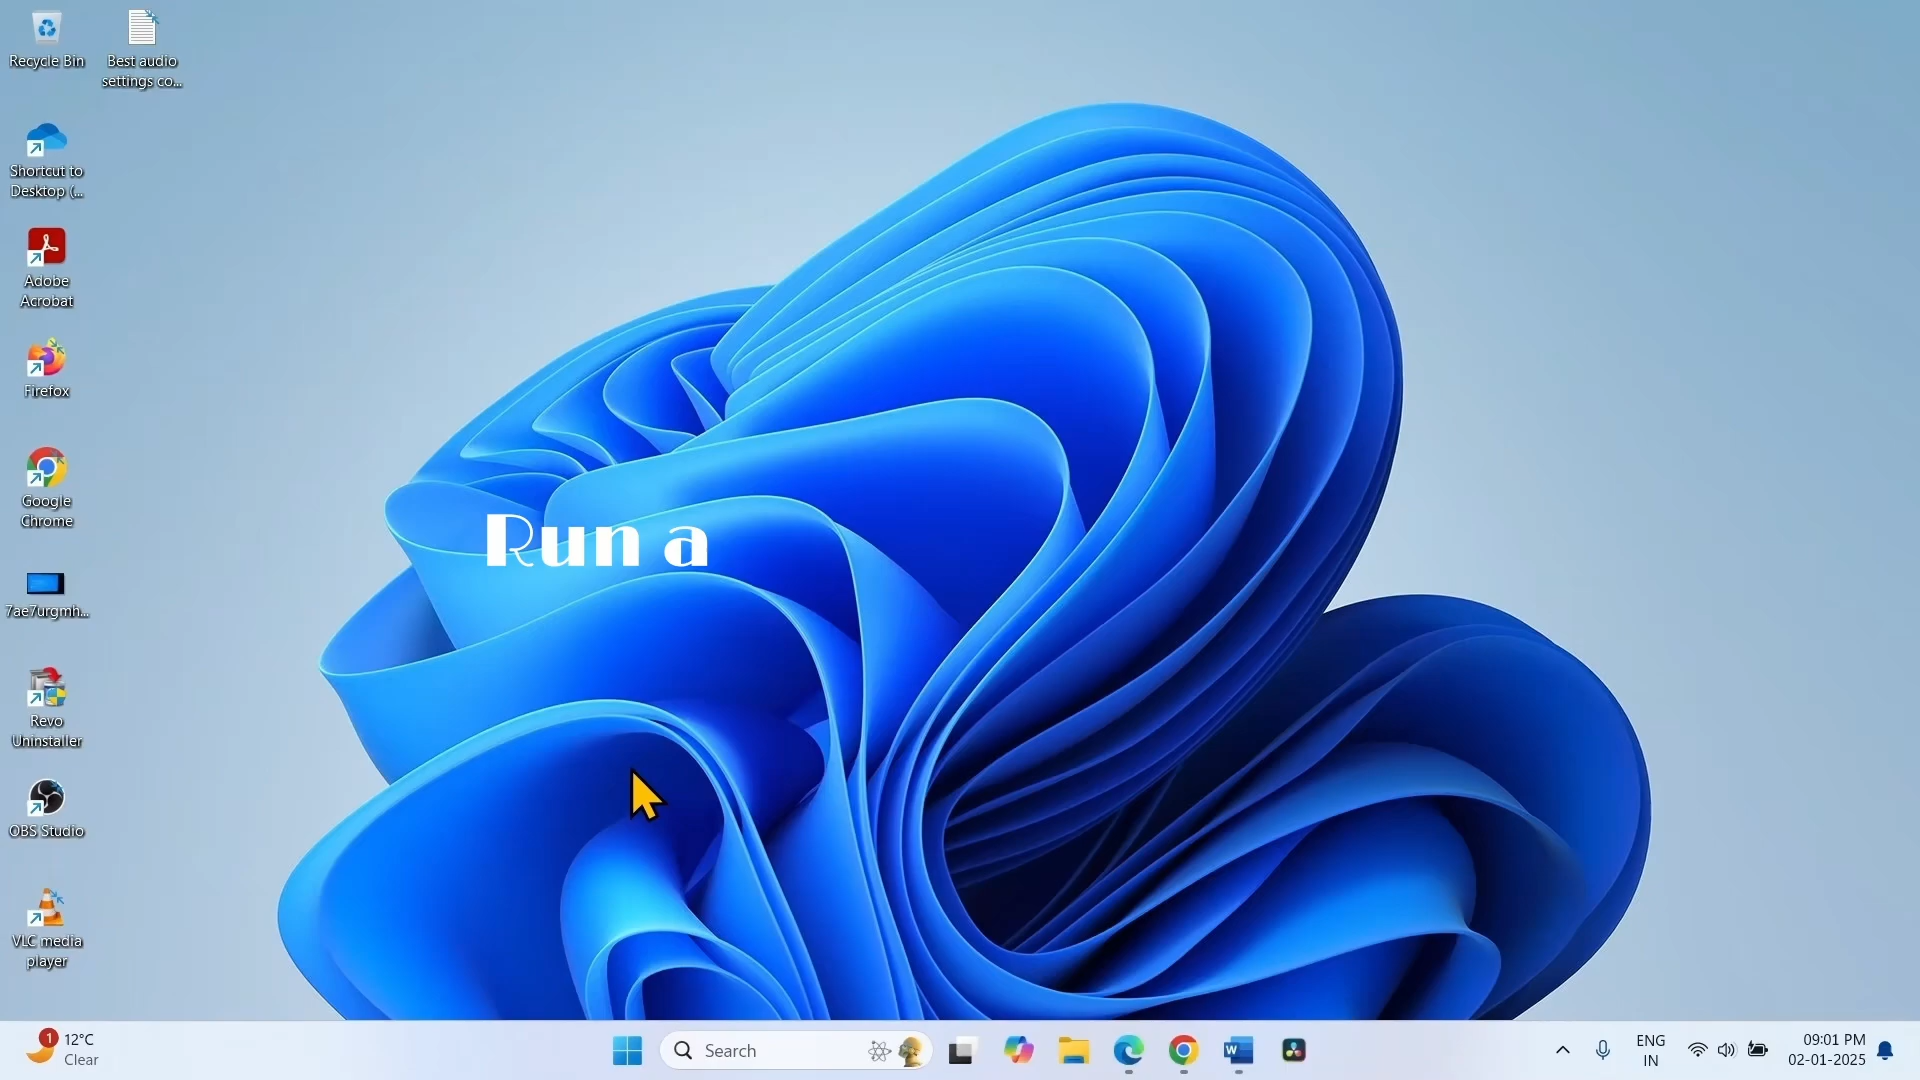 Recycle Bin
Best audio
settings co...
Shortcut to
Desktop (...
Adobe
Acrobat
Firefox
Google
Chrome
7ae7urgmh...
Revo
Uninstaller
OBS Studio
VLC media
player
Run a
1
12°C
Clear
Search
W
ENG
IN
09:01 PM
02-01-2025